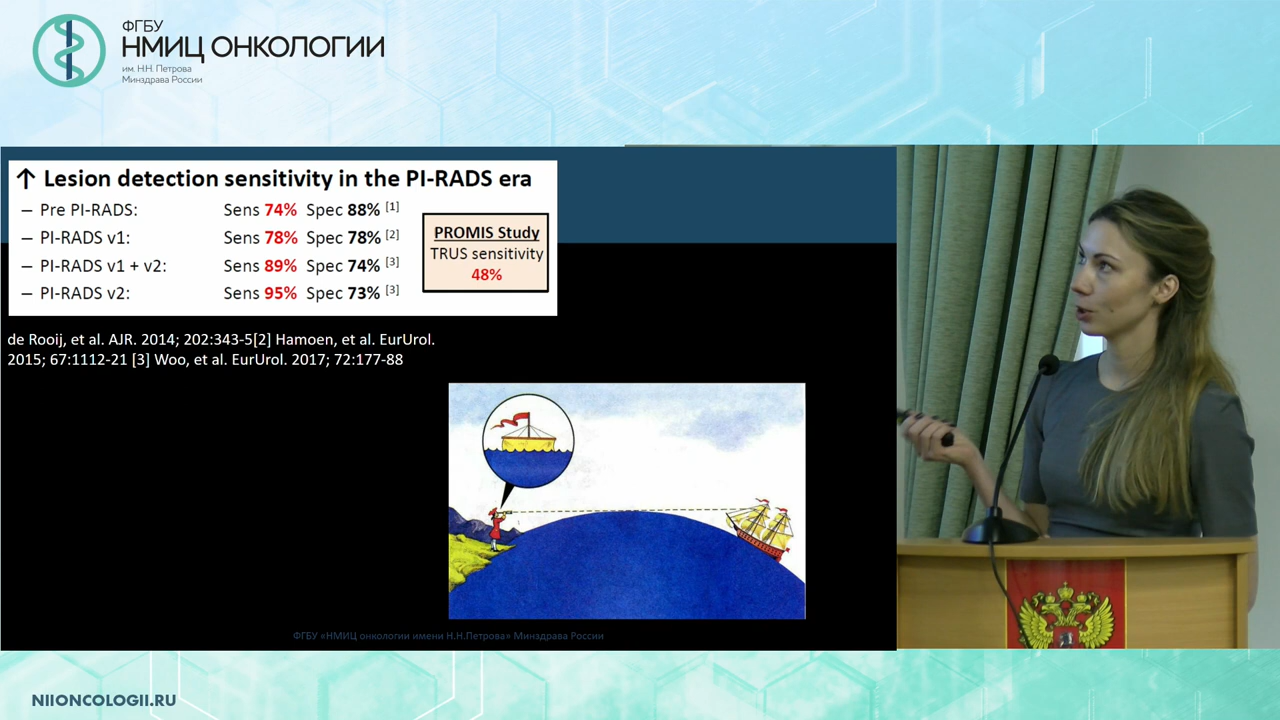 ФГБУ
НМИЦ ОНКОЛОГИИ
им. Н.Н. Петрова
Минздрава России
↑ Lesion detection sensitivity in the PI-RADS era
– Pre PI-RADS: Sens 74% Spec 88% [1]
– PI-RADS v1: Sens 78% Spec 78% [2]
– PI-RADS v1 + v2: Sens 89% Spec 74% [3]
– PI-RADS v2: Sens 95% Spec 73% [3]
PROMIS Study
TRUS sensitivity
48%
de Rooij, et al. AJR. 2014; 202:343-5[2] Hamoen, et al. EurUrol.
2015; 67:1112-21 [3] Woo, et al. EurUrol. 2017; 72:177-88
ФГБУ «НМИЦ онкологии имени Н.Н.Петрова» Минздрава России
NIIONCOLOGII.RU